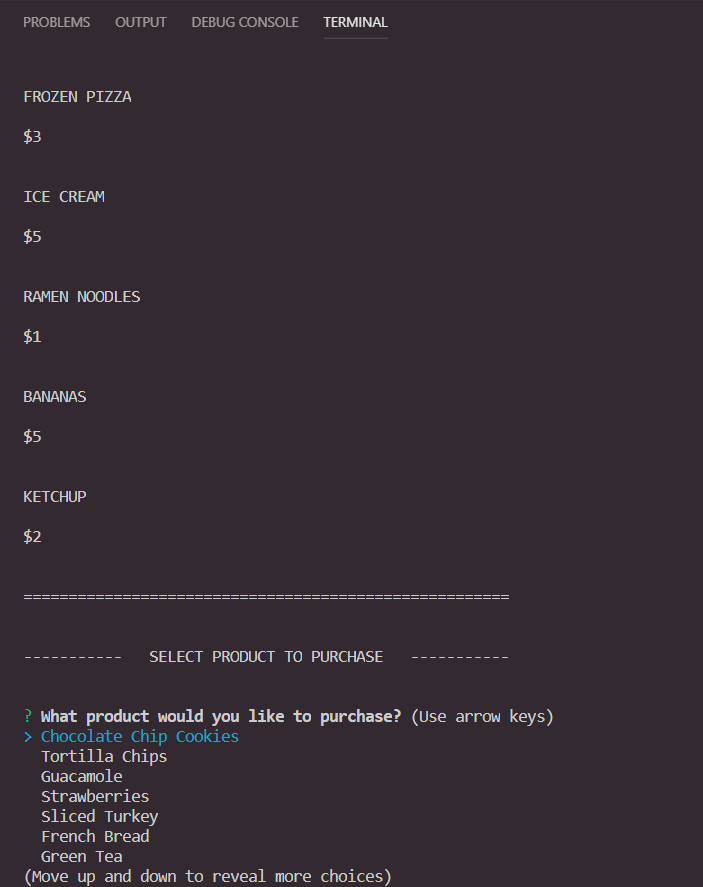 PROBLEMS OUTPUT DEBUG CONSOLE TERMINAL
FROZEN PIZZA
$3
ICE CREAM
$5
RAMEN NOODLES
$1
BANANAS
$5
KETCHUP
$2
======================================================
----------- SELECT PRODUCT TO PURCHASE -----------
? What product would you like to purchase? (Use arrow keys)
> Chocolate Chip Cookies
Tortilla Chips
Guacamole
Strawberries
Sliced Turkey
French Bread
Green Tea
(Move up and down to reveal more choices)